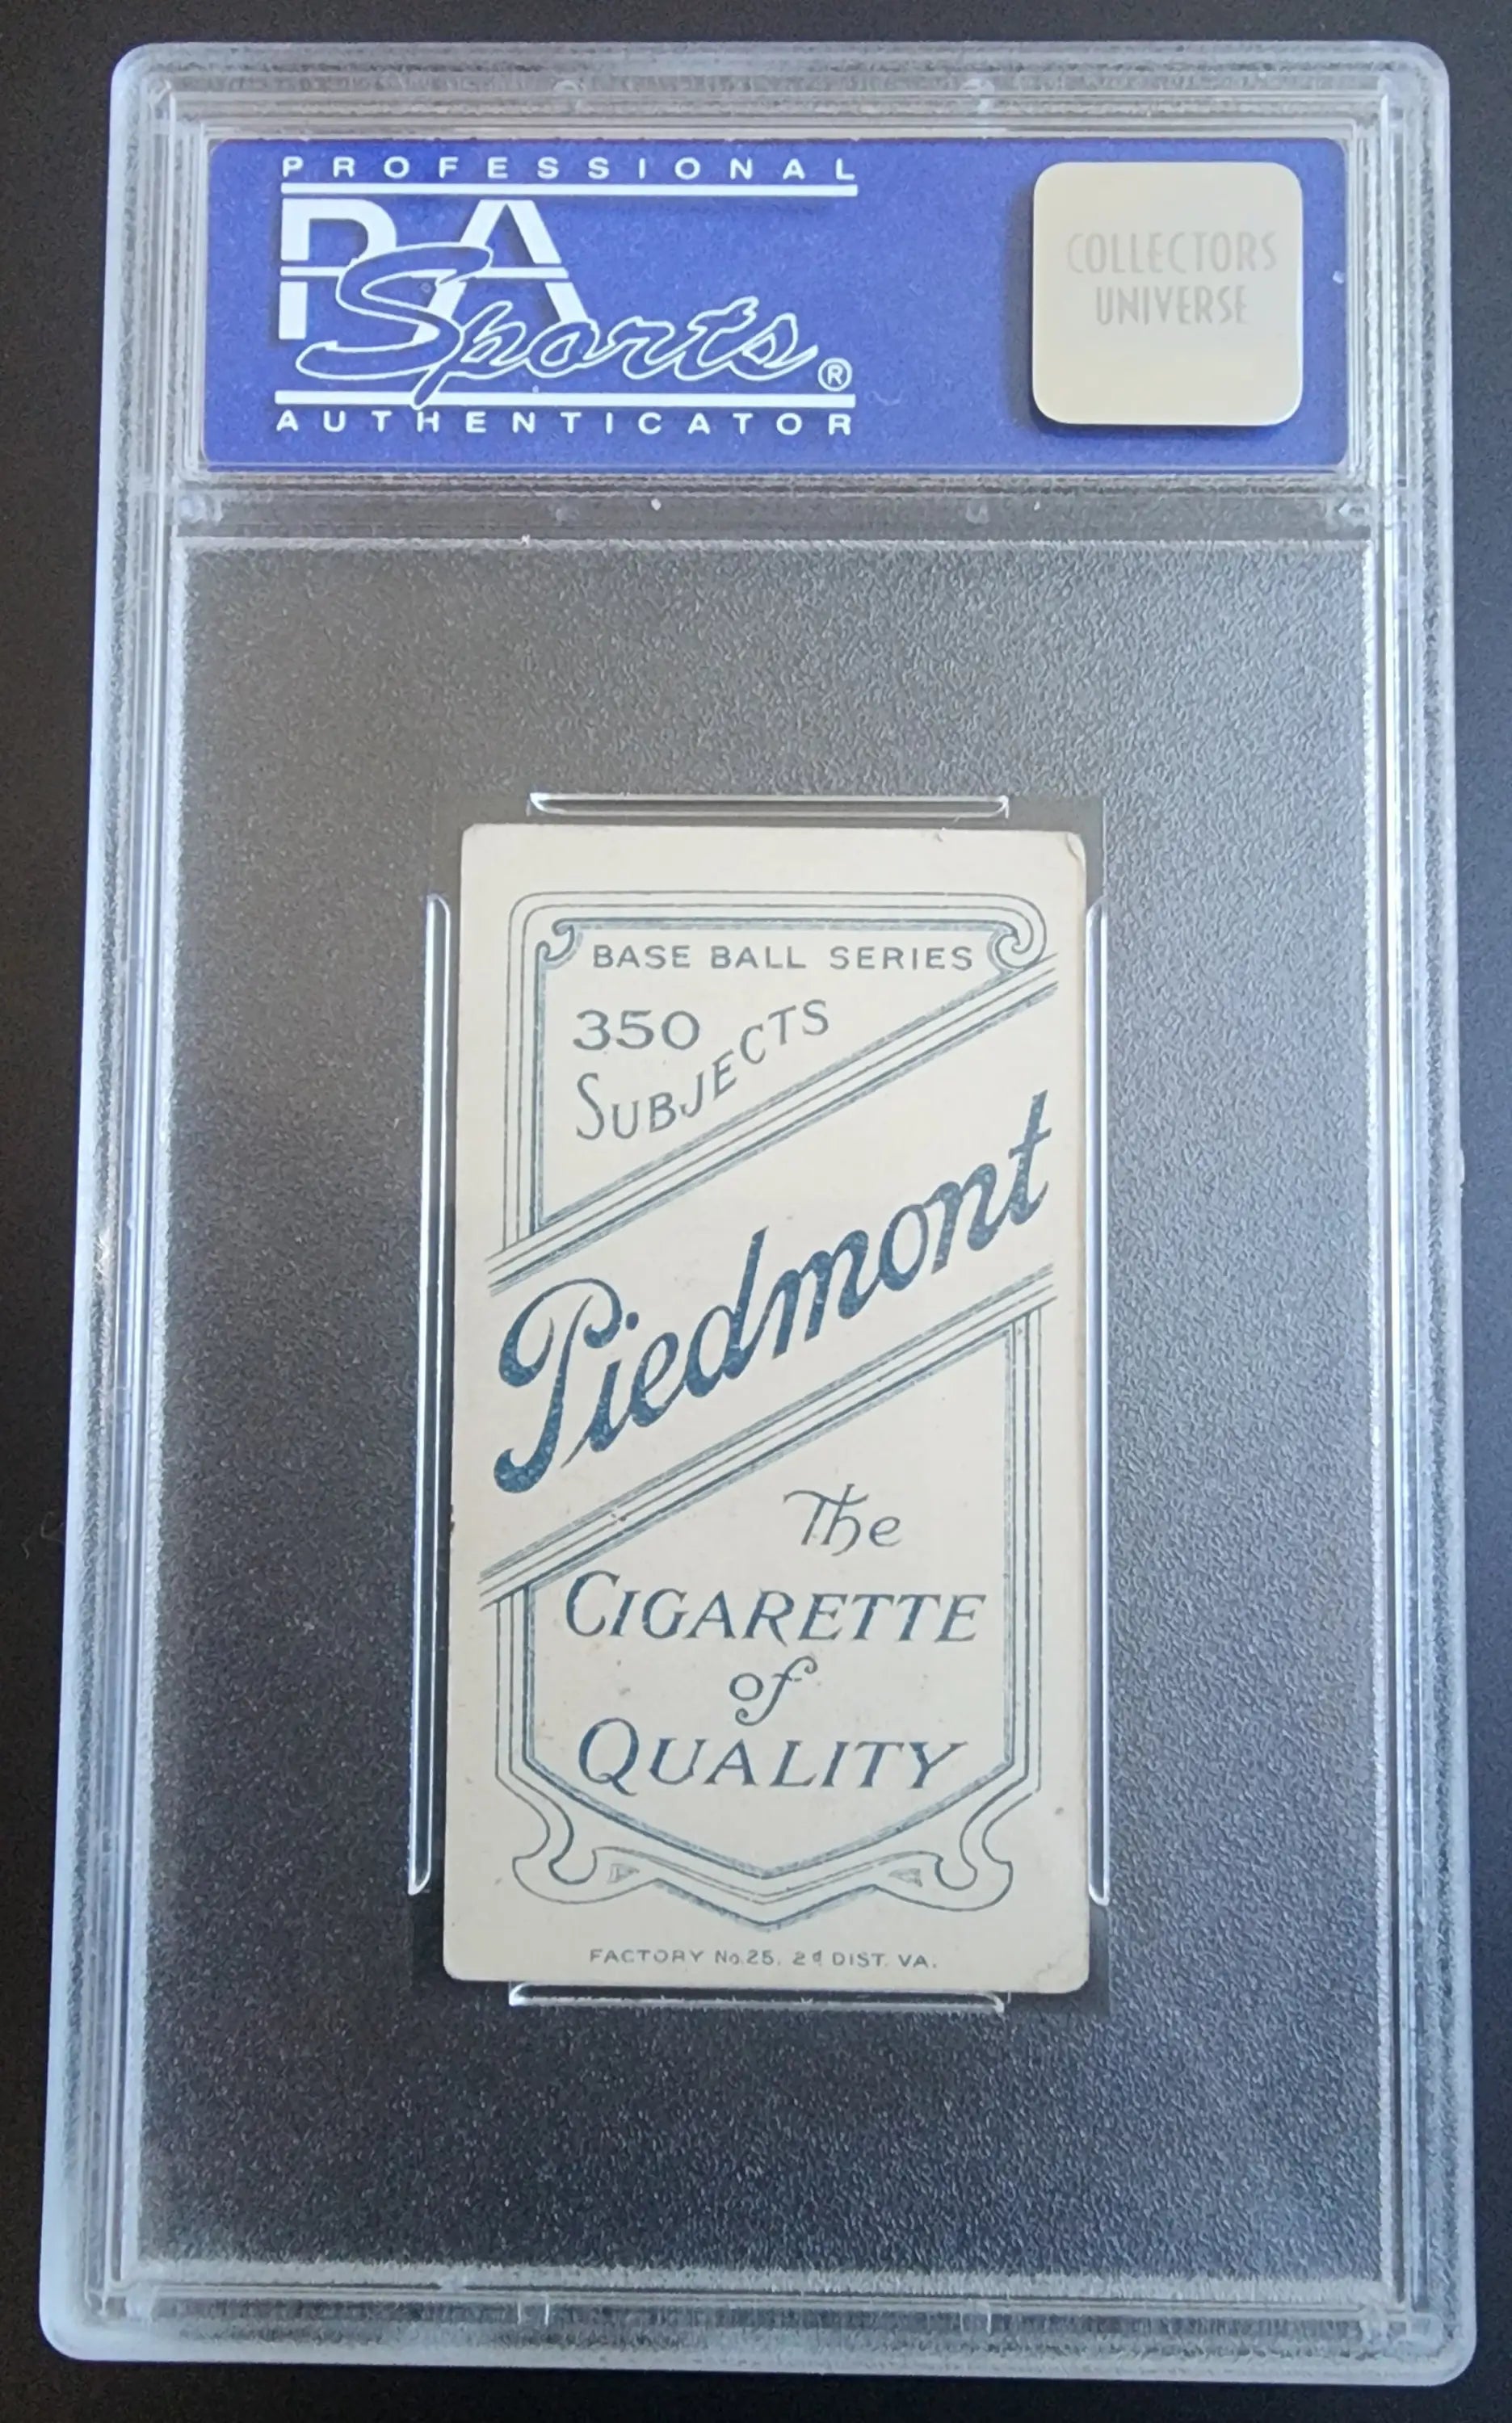 PROFESSIONAL
PSA
Sports®
AUTHENTICATOR
COLLECTORS
UNIVERSE
BASE BALL SERIES
350
SUBJECTS
Piedmont
The
CIGARETTE
of
QUALITY
FACTORY No. 25, 2d DIST. VA.